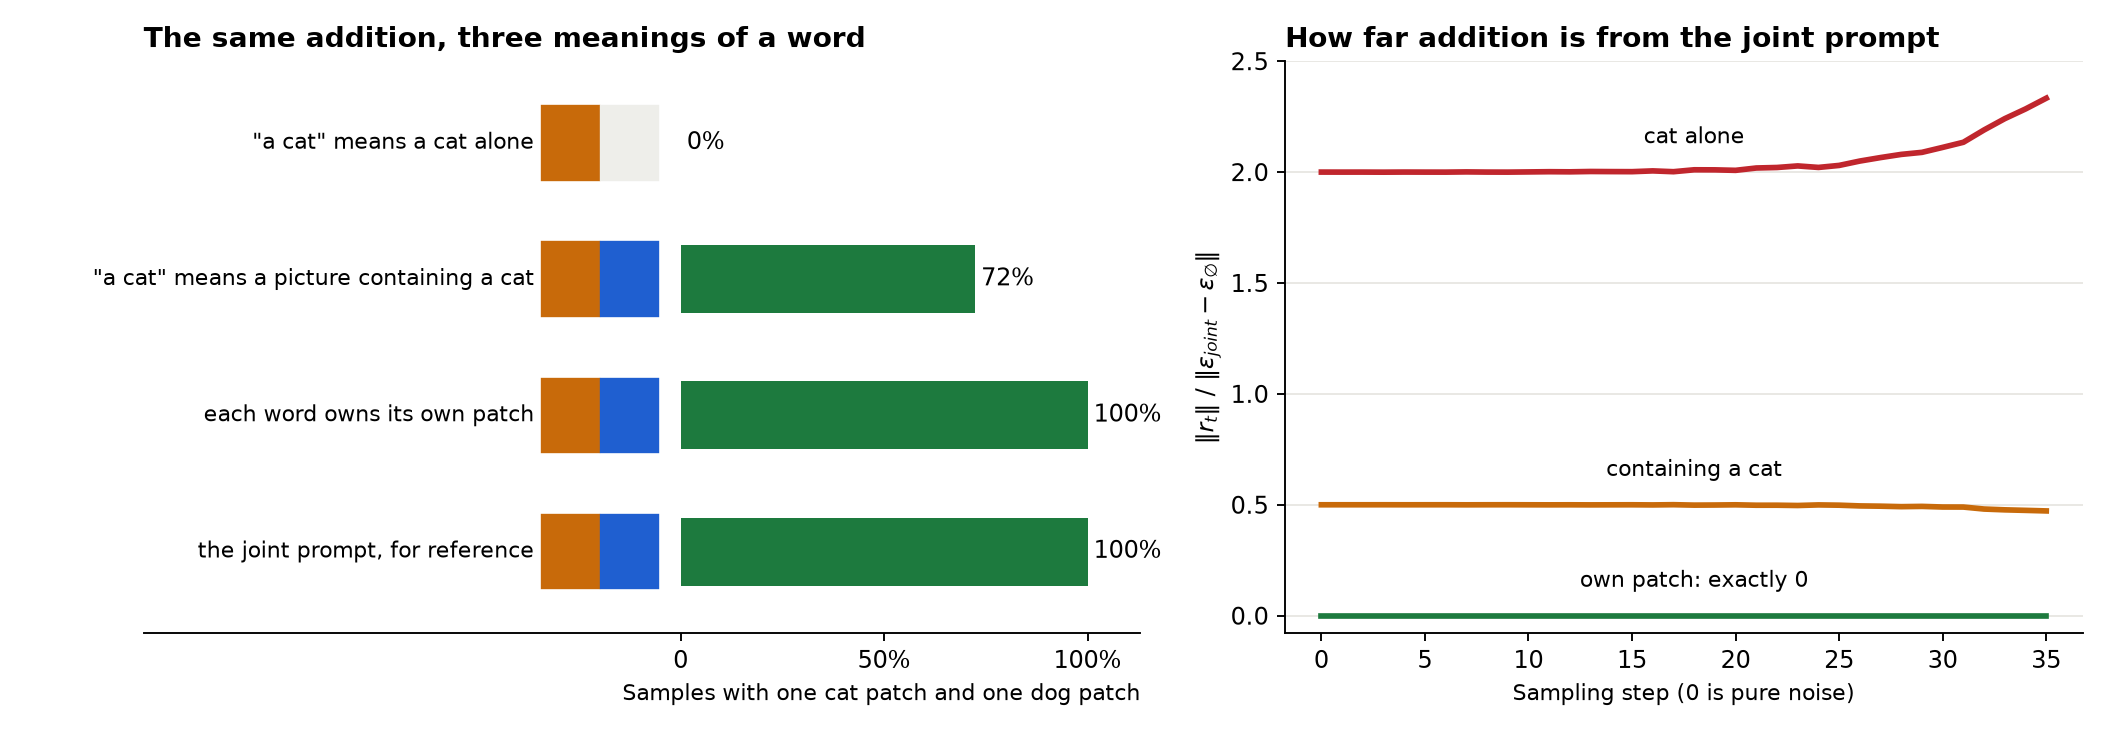 The same addition, three meanings of a word
"a cat" means a cat alone
0%
"a cat" means a picture containing a cat
72%
each word owns its own patch
100%
the joint prompt, for reference
100%
0
50%
100%
Samples with one cat patch and one dog patch
How far addition is from the joint prompt
2.5
2.0
1.5
1.0
0.5
0.0
‖r_t‖ / ‖ε_joint − ε_∅‖
cat alone
containing a cat
own patch: exactly 0
0
5
10
15
20
25
30
35
Sampling step (0 is pure noise)